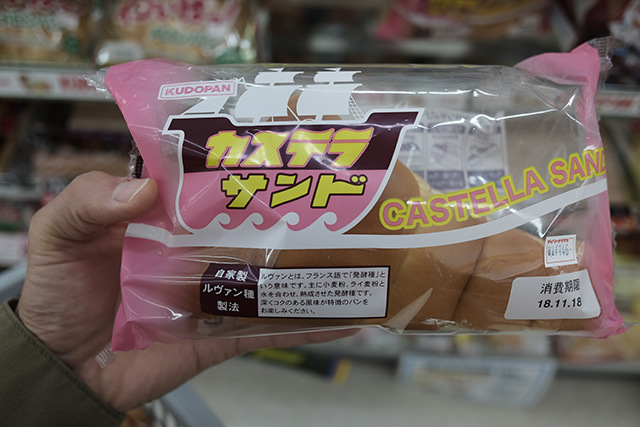 KUDOPAN
カステラ
サンド
CASTELLA SAND
自家製
ルヴァン種
製法
ルヴァンとは、フランス語で「発酵種」と
いう意味です。主に小麦粉、ライ麦粉と
水を合わせ、熟成させた発酵種です。
深くコクのある風味が特徴のパンを
お楽しみください。
消費期限
18.11.18